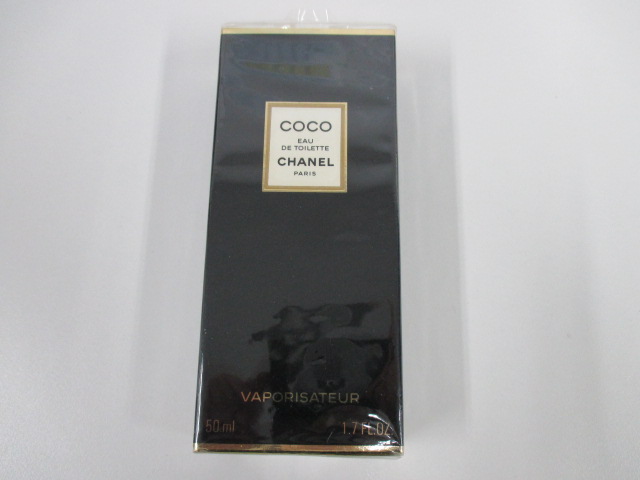 COCO
EAU
DE TOILETTE
CHANEL
PARIS
VAPORISATEUR
50 ml 1.7 FL.OZ